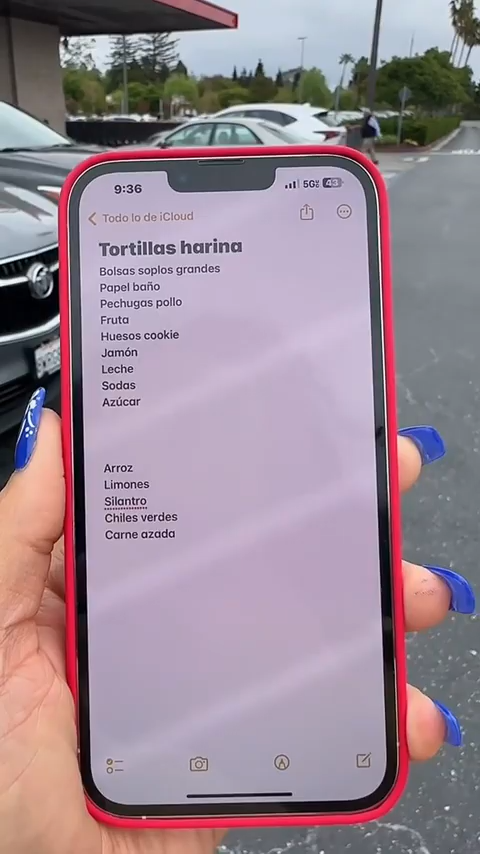 9:36
5G 43
Todo lo de iCloud
Tortillas harina
Bolsas soplos grandes
Papel baño
Pechugas pollo
Fruta
Huesos cookie
Jamón
Leche
Sodas
Azúcar
Arroz
Limones
Silantro
Chiles verdes
Carne azada